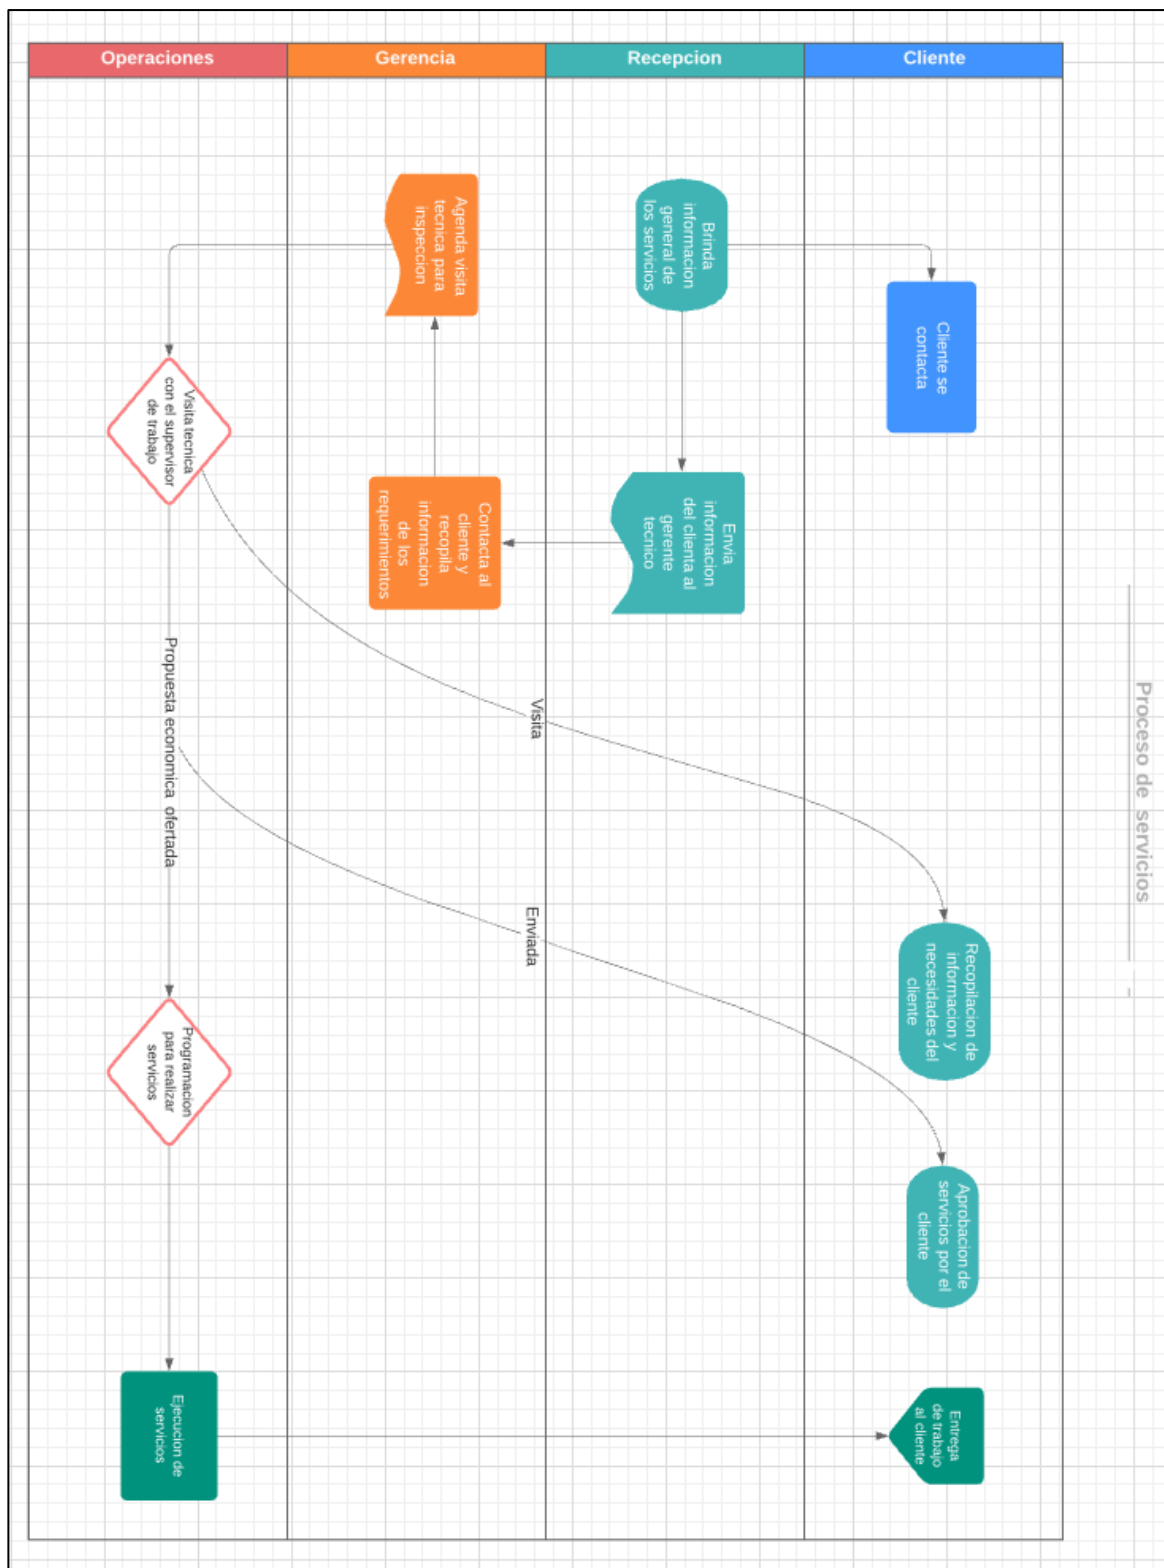 Proceso de servicios
Operaciones
Gerencia
Recepcion
Cliente
Cliente se
contacta
Brinda
informacion
general de
los servicios
Envia
informacion
del clienta al
gerente
tecnico
Contacta al
cliente y
recopila
informacion
de los
requerimientos
Agenda visita
tecnica para
inspeccion
Visita tecnica
con el supervisor
de trabajo
Visita
Recopilacion de
informacion y
necesidades del
cliente
Propuesta economica ofertada
Enviada
Aprobacion de
servicios por el
cliente
Programacion
para realizar
servicios
Ejecucion de
servicios
Entrega
de trabajo
al cliente